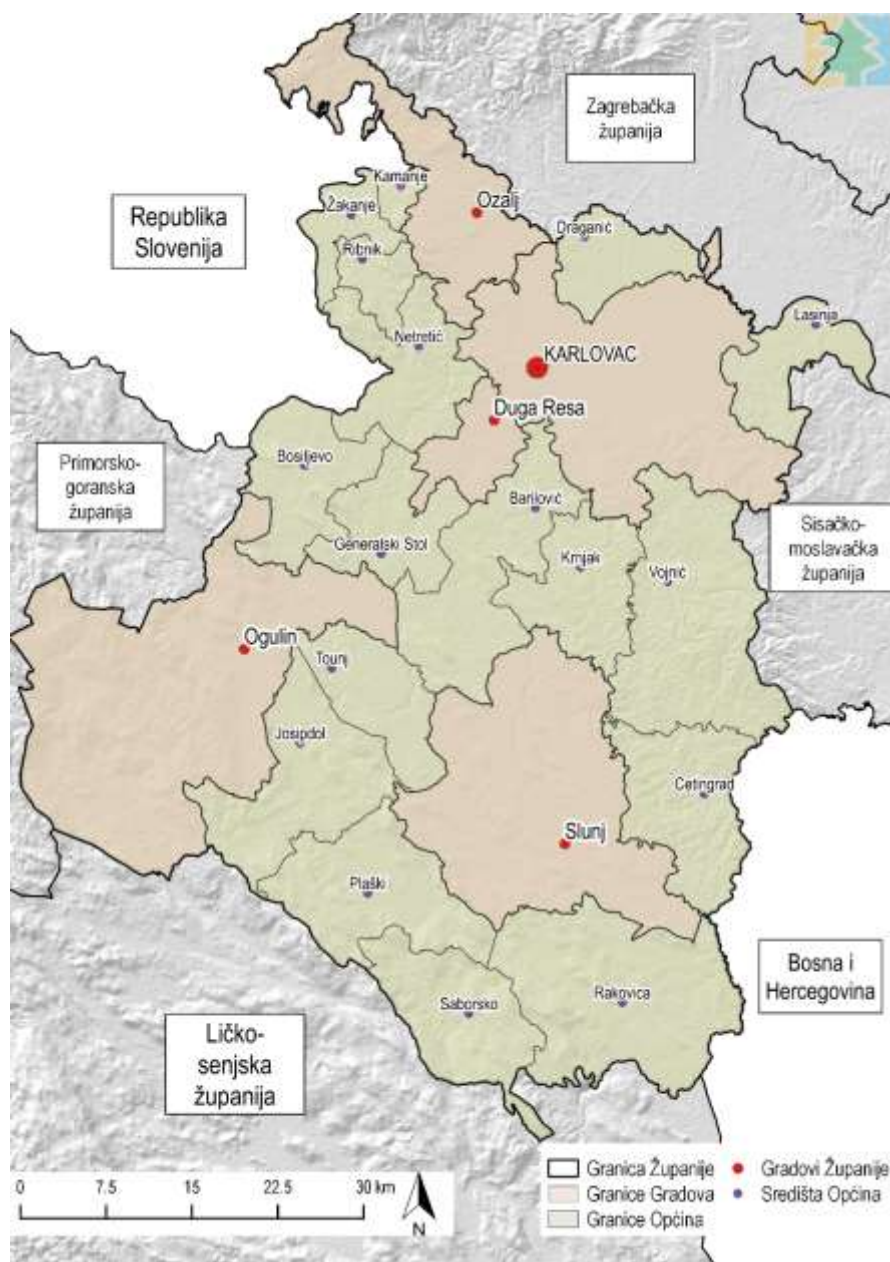 Zagrebačka
županija
Kamanje
Ozalj
Žakanje
Republika
Slovenija
Draganić
Ribnik
Lasinja
Netretić
KARLOVAC
Duga Resa
Primorsko-
goranska
županija
Bosiljevo
Barilović
Sisačko-
moslavačka
županija
Generalski Stol
Krnjak
Vojnić
Ogulin
Tounj
Josipdol
Cetingrad
Slunj
Plaški
Bosna i
Hercegovina
Saborsko
Rakovica
Ličko-
senjska
županija
Granica Županije
Gradovi Županije
Granice Gradova
Središta Općina
Granice Općina
0 7.5 15 22.5 30 km
N